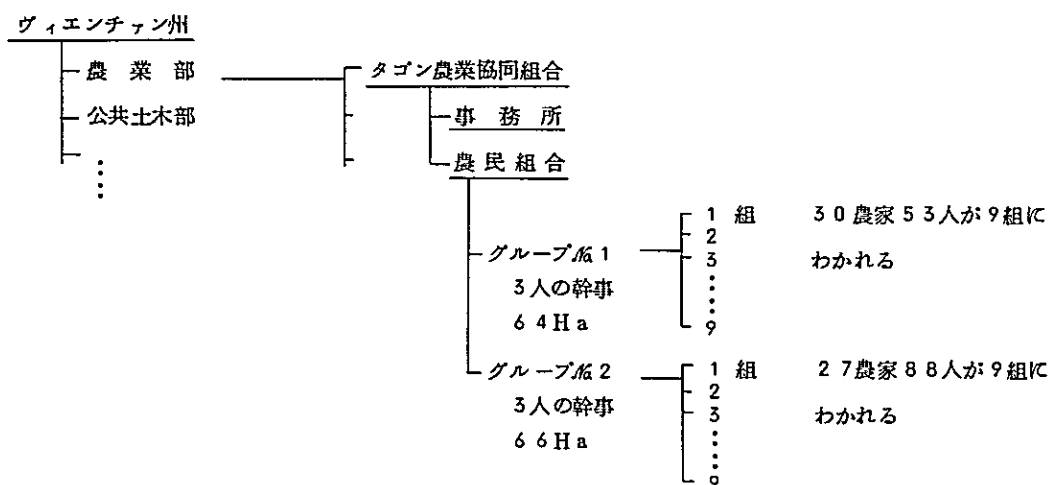 ヴィエンチャン州
農業部
タゴン農業協同組合
公共土木部
事務所
農民組合
1 組 30農家53人が9組に
2
グループ№1
3 わかれる
3人の幹事
64Ha
9
グループ№2
1 組 27農家88人が9組に
2
3人の幹事
3 わかれる
66Ha
9